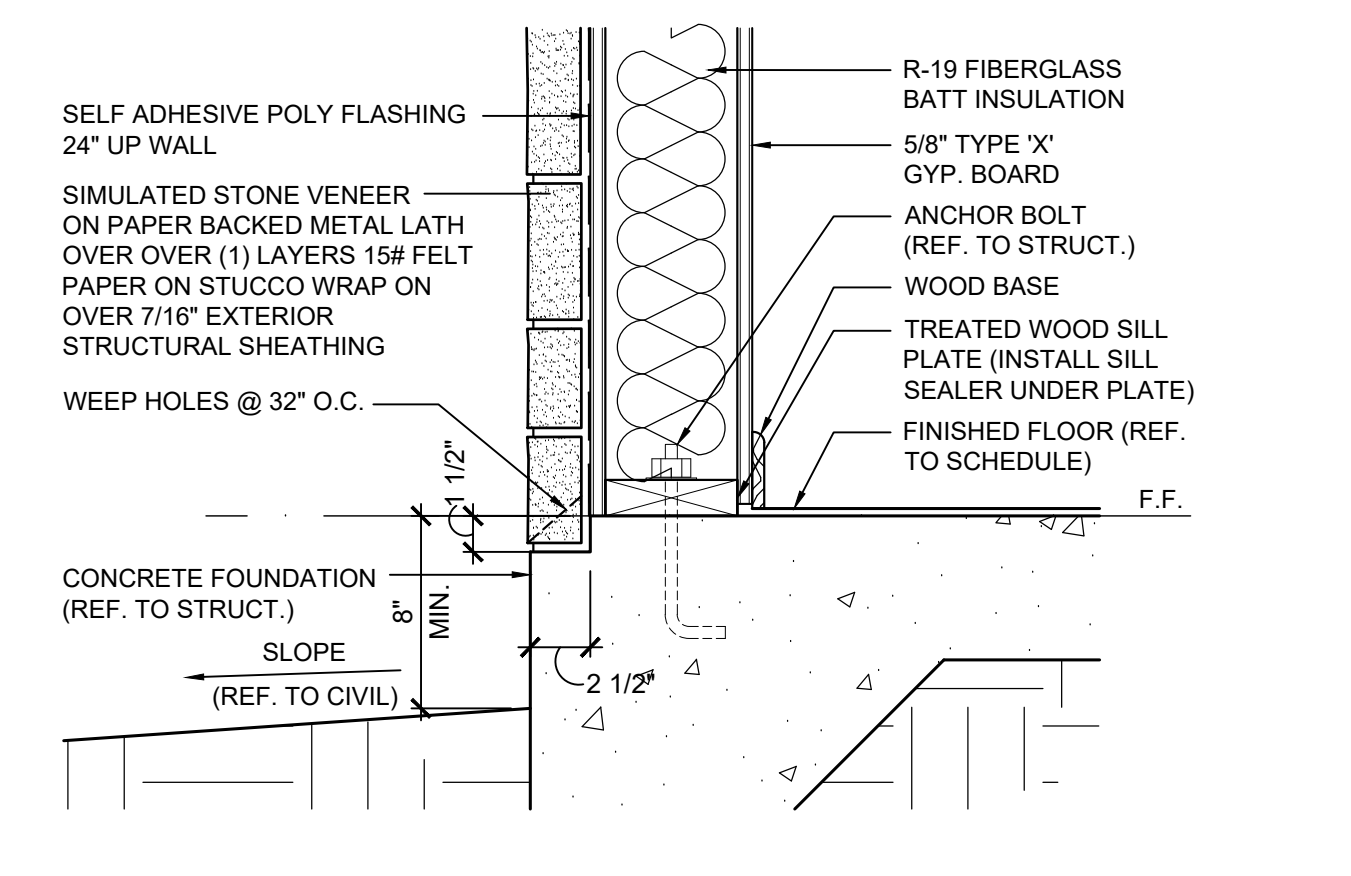 SELF ADHESIVE POLY FLASHING
24" UP WALL
SIMULATED STONE VENEER
ON PAPER BACKED METAL LATH
OVER OVER (1) LAYERS 15# FELT
PAPER ON STUCCO WRAP ON
OVER 7/16" EXTERIOR
STRUCTURAL SHEATHING
WEEP HOLES @ 32" O.C.
1 1/2"
CONCRETE FOUNDATION
(REF. TO STRUCT.)
8"
MIN.
SLOPE
(REF. TO CIVIL)
2 1/2"
R-19 FIBERGLASS
BATT INSULATION
5/8" TYPE 'X'
GYP. BOARD
ANCHOR BOLT
(REF. TO STRUCT.)
WOOD BASE
TREATED WOOD SILL
PLATE (INSTALL SILL
SEALER UNDER PLATE)
FINISHED FLOOR (REF.
TO SCHEDULE)
F.F.